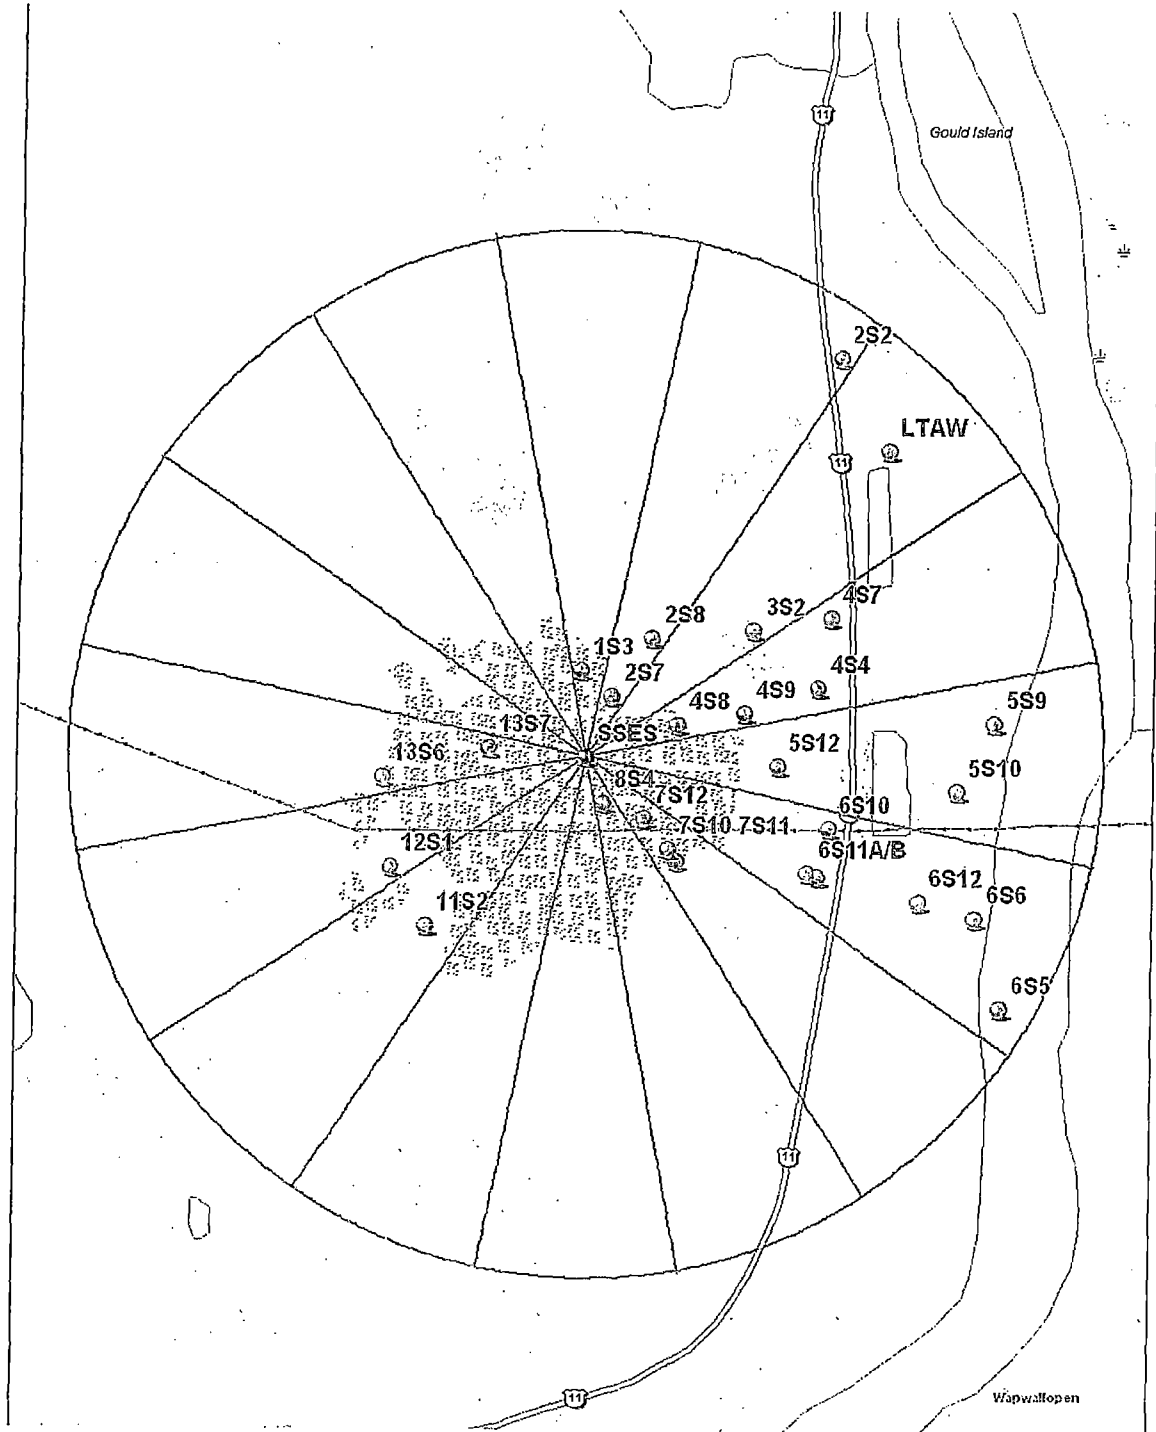 11
Gould Island
2S2
LTAW
11
4S7
3S2
2S8
1S3
2S7
4S4
4S8
4S9
5S9
13S7
SSES
5S12
13S6
8S4
5S10
7S12
6S10
7S10
7S11
12S1
6S11A/B
6S12
6S6
11S2
6S5
11
11
Wapwallopen